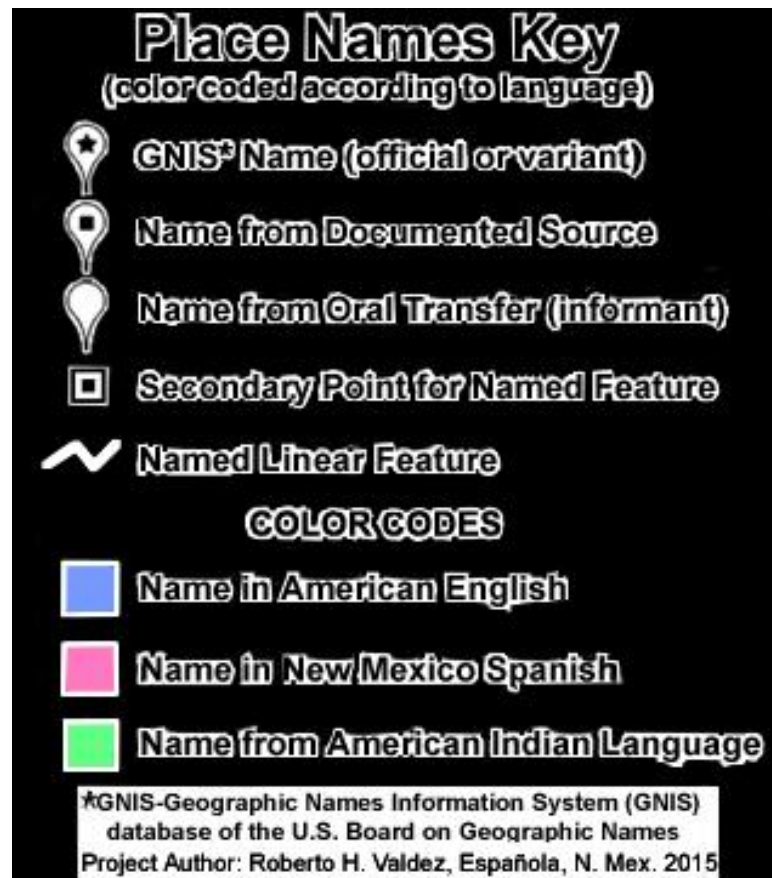 Place Names Key
(color coded according to language)
GNIS* Name (official or variant)
Name from Documented Source
Name from Oral Transfer (informant)
Secondary Point for Named Feature
Named Linear Feature
COLOR CODES
Name in American English
Name in New Mexico Spanish
Name from American Indian Language
*GNIS-Geographic Names Information System (GNIS)
database of the U.S. Board on Geographic Names
Project Author: Roberto H. Valdez, Española, N. Mex. 2015